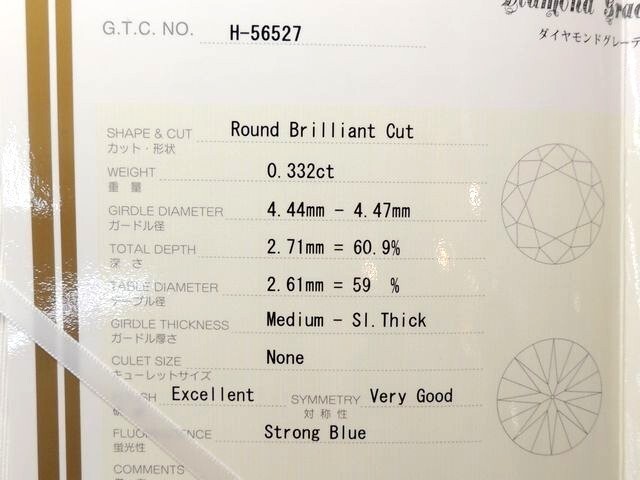 Diamond Grad
ダイヤモンドグレーデ
G.T.C. NO. H-56527
SHAPE & CUT Round Brilliant Cut
カット・形状
WEIGHT 0.332ct
重 量
GIRDLE DIAMETER 4.44mm - 4.47mm
ガードル径
TOTAL DEPTH 2.71mm = 60.9%
深 さ
TABLE DIAMETER 2.61mm = 59 %
テーブル径
GIRDLE THICKNESS Medium - Sl.Thick
ガードル厚さ
CULET SIZE None
キューレットサイズ
Excellent SYMMETRY Very Good
対 称 性
Strong Blue
蛍光性
COMMENTS